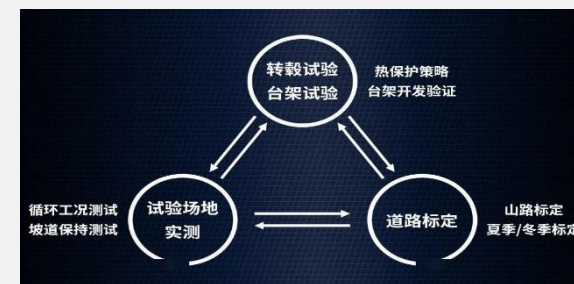 转毂试验
台架试验
热保护策略
台架开发验证
循环工况测试
坡道保持测试
试验场地
实测
道路标定
山路标定
夏季/冬季标定